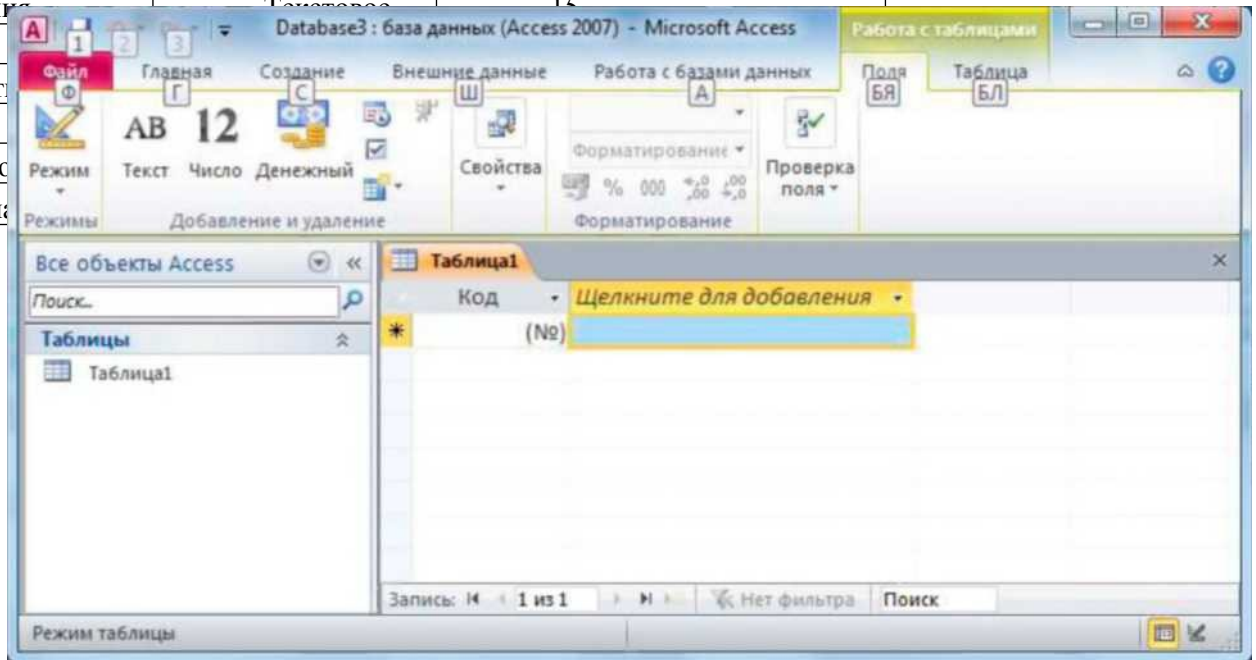 Текстовое 15
Database3 : база данных (Access 2007) - Microsoft Access Работа с таблицами
1 2 3
Файл Главная Создание Внешние данные Работа с базами данных Поля Таблица
Ф Г С Ш А БЯ БЛ
АВ 12
Режим Текст Число Денежный Свойства Форматирование % 000 Проверка поля
Режимы Добавление и удаление Форматирование
Все объекты Access « Таблица1
Поиск... Код Щелкните для добавления
Таблицы (№)
Таблица1
Запись: 1 из 1 Нет фильтра Поиск
Режим таблицы